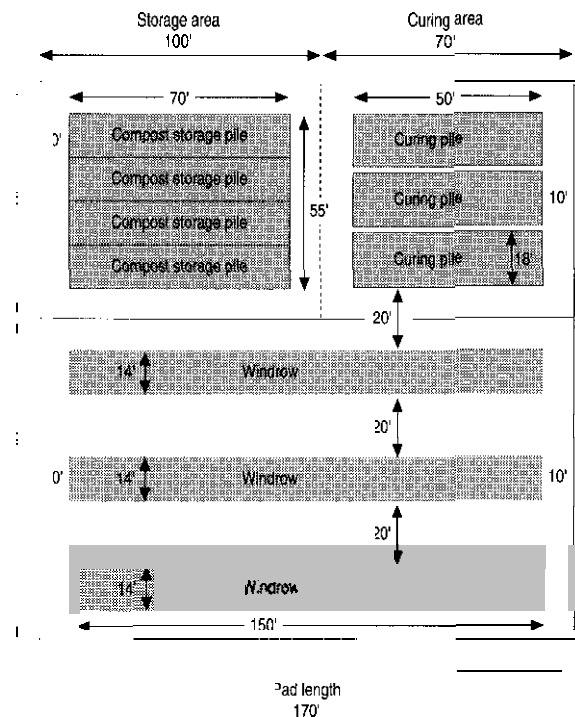 Storage area
100'
Curing area
70'
70'
50'
Compost storage pile
Compost storage pile
Compost storage pile
Compost storage pile
55'
Curing pile
Curing pile
Curing pile
10'
18'
20'
14'
Windrow
20'
14'
Windrow
10'
20'
14'
Windrow
150'
Pad length
170'